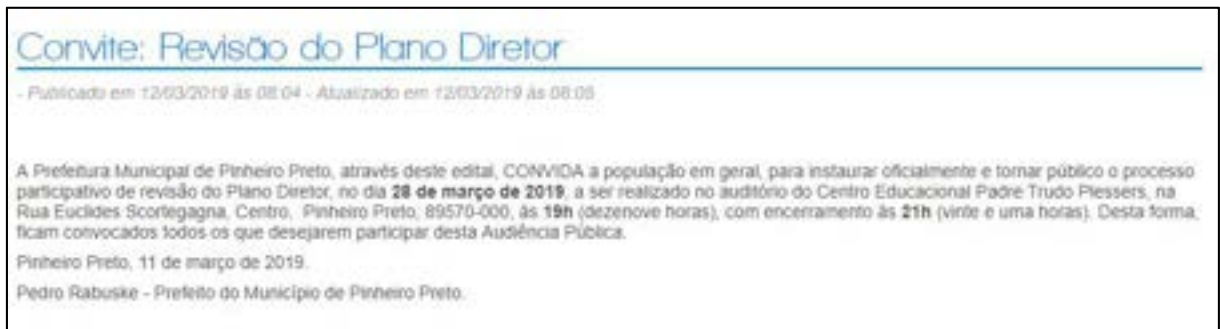 Convite: Revisão do Plano Diretor
- Publicado em 12/03/2019 às 08:04 - Atualizado em 12/03/2019 às 08:05
A Prefeitura Municipal de Pinheiro Preto, através deste edital, CONVIDA a população em geral, para instaurar oficialmente e tornar público o processo
participativo de revisão do Plano Diretor, no dia 28 de março de 2019, a ser realizado no auditório do Centro Educacional Padre Trudo Plessers, na
Rua Euclides Scortegagna, Centro, Pinheiro Preto, 89570-000, às 19h (dezenove horas), com encerramento às 21h (vinte e uma horas). Desta forma,
ficam convocados todos os que desejarem participar desta Audiência Pública.
Pinheiro Preto, 11 de março de 2019.
Pedro Rabuske - Prefeito do Município de Pinheiro Preto.